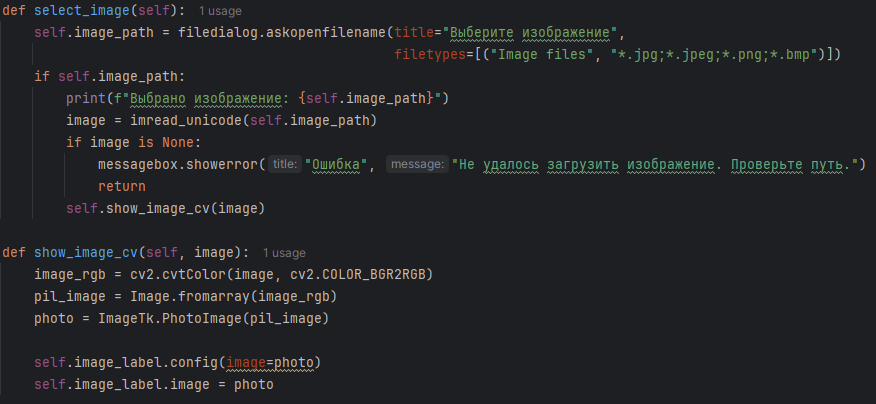 def select_image(self): 1 usage
    self.image_path = filedialog.askopenfilename(title="Выберите изображение",
                                                 filetypes=[("Image files", "*.jpg;*.jpeg;*.png;*.bmp")])
    if self.image_path:
        print(f"Выбрано изображение: {self.image_path}")
        image = imread_unicode(self.image_path)
        if image is None:
            messagebox.showerror( title: "Ошибка", message: "Не удалось загрузить изображение. Проверьте путь.")
            return
        self.show_image_cv(image)

def show_image_cv(self, image): 1 usage
    image_rgb = cv2.cvtColor(image, cv2.COLOR_BGR2RGB)
    pil_image = Image.fromarray(image_rgb)
    photo = ImageTk.PhotoImage(pil_image)

    self.image_label.config(image=photo)
    self.image_label.image = photo